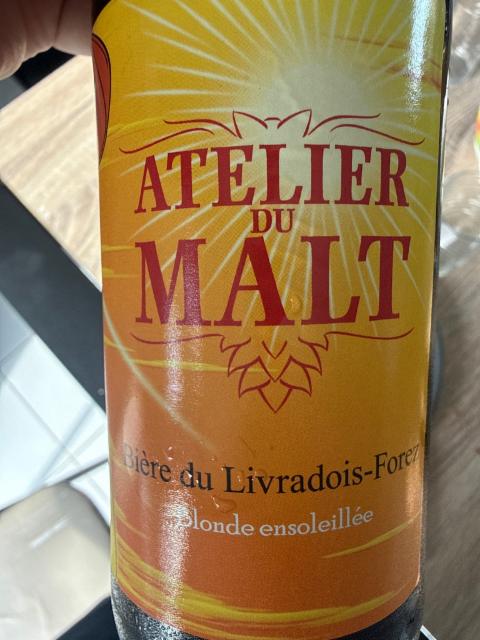 ATELIER
DU
MALT
Bière du Livradois-Forez
Blonde ensoleillée